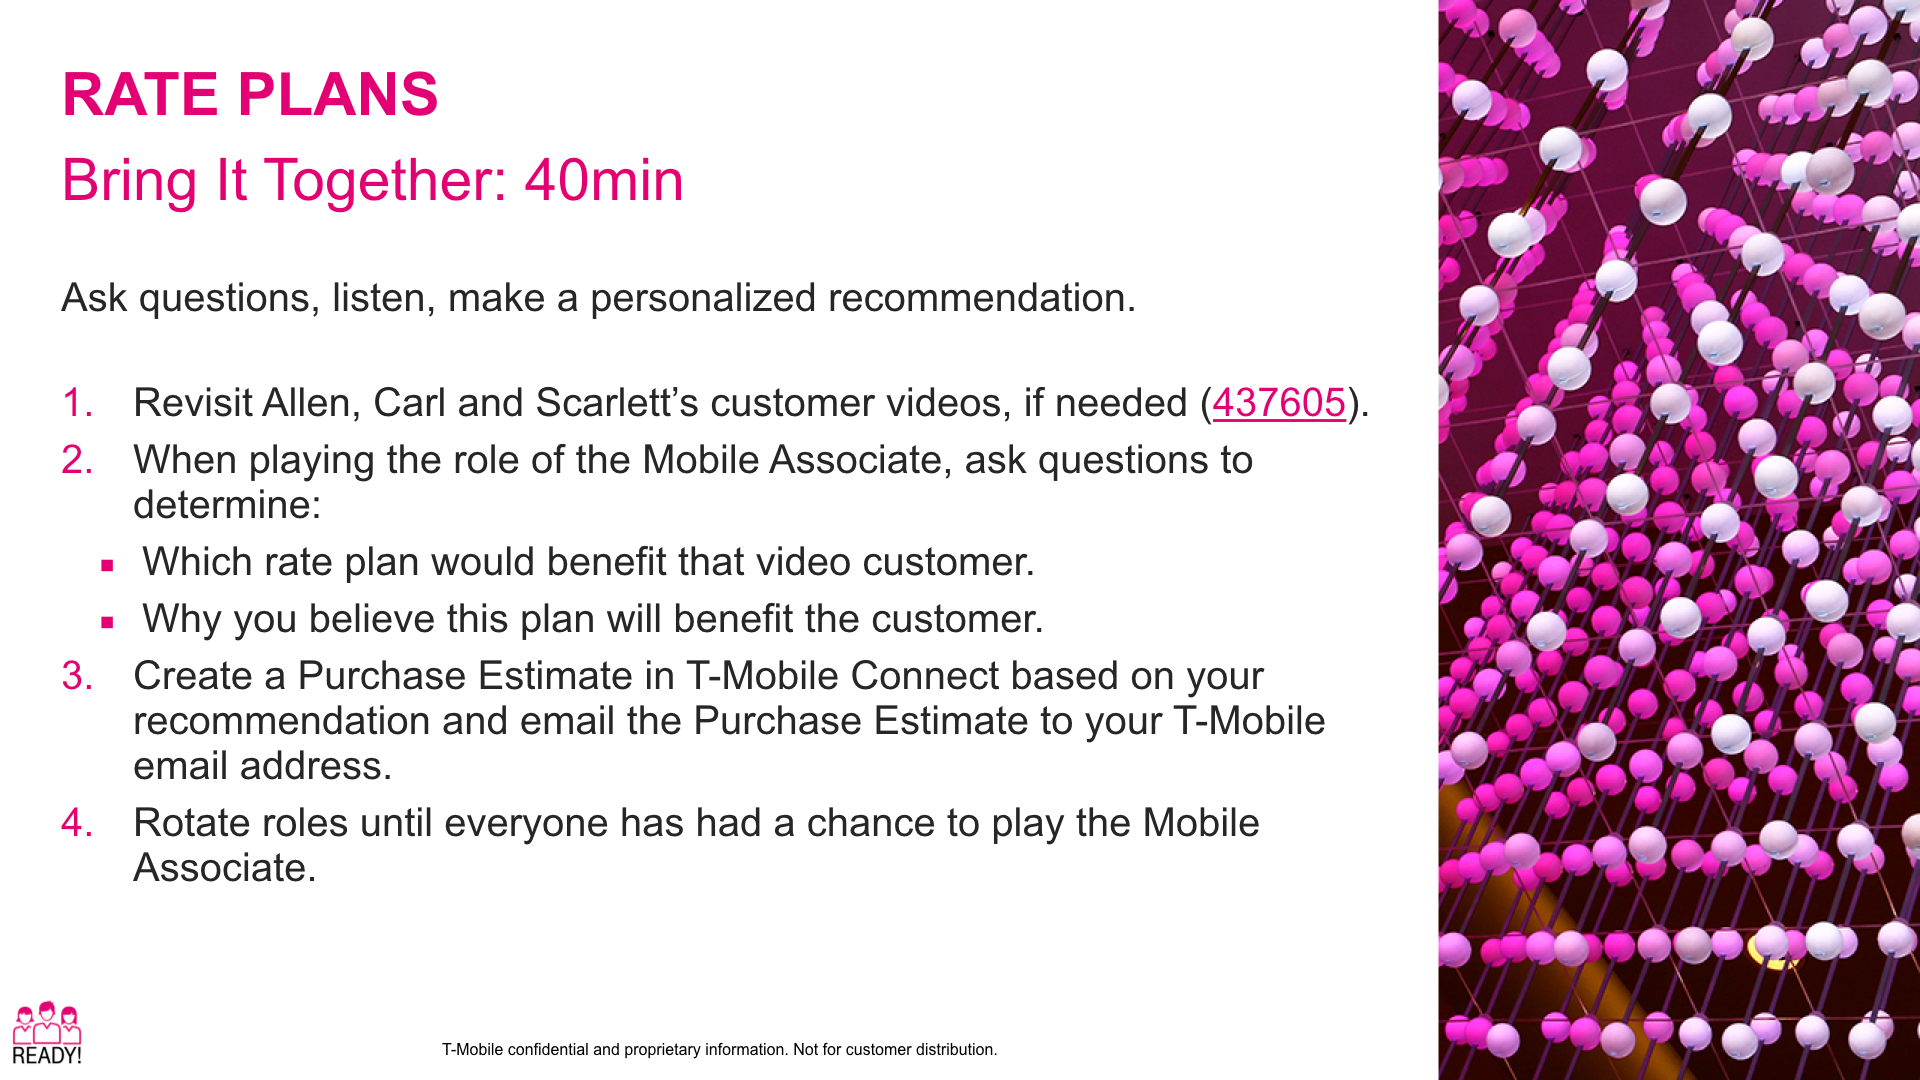 RATE PLANS
Bring It Together: 40min
Ask questions, listen, make a personalized recommendation.
1. Revisit Allen, Carl and Scarlett’s customer videos, if needed (437605).
2. When playing the role of the Mobile Associate, ask questions to
determine:
▪ Which rate plan would benefit that video customer.
▪ Why you believe this plan will benefit the customer.
3. Create a Purchase Estimate in T-Mobile Connect based on your
recommendation and email the Purchase Estimate to your T-Mobile
email address.
4. Rotate roles until everyone has had a chance to play the Mobile
Associate.
READY!
T-Mobile confidential and proprietary information. Not for customer distribution.